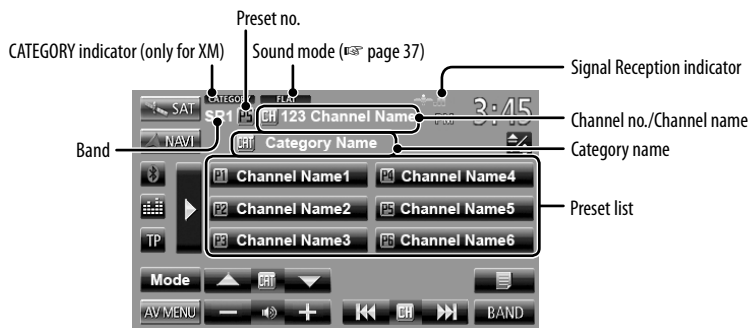 Preset no.
CATEGORY indicator (only for XM)
Sound mode (☞ page 37)
Signal Reception indicator
CATEGORY
FLAT
SAT
SR1 P5 CH 123 Channel Name
PM
3:45
Channel no./Channel name
Band
NAVI
CAT Category Name
Category name
P1 Channel Name1
P4 Channel Name4
P2 Channel Name2
P5 Channel Name5
Preset list
TP
P3 Channel Name3
P6 Channel Name6
Mode
CAT
AV MENU
CH
BAND